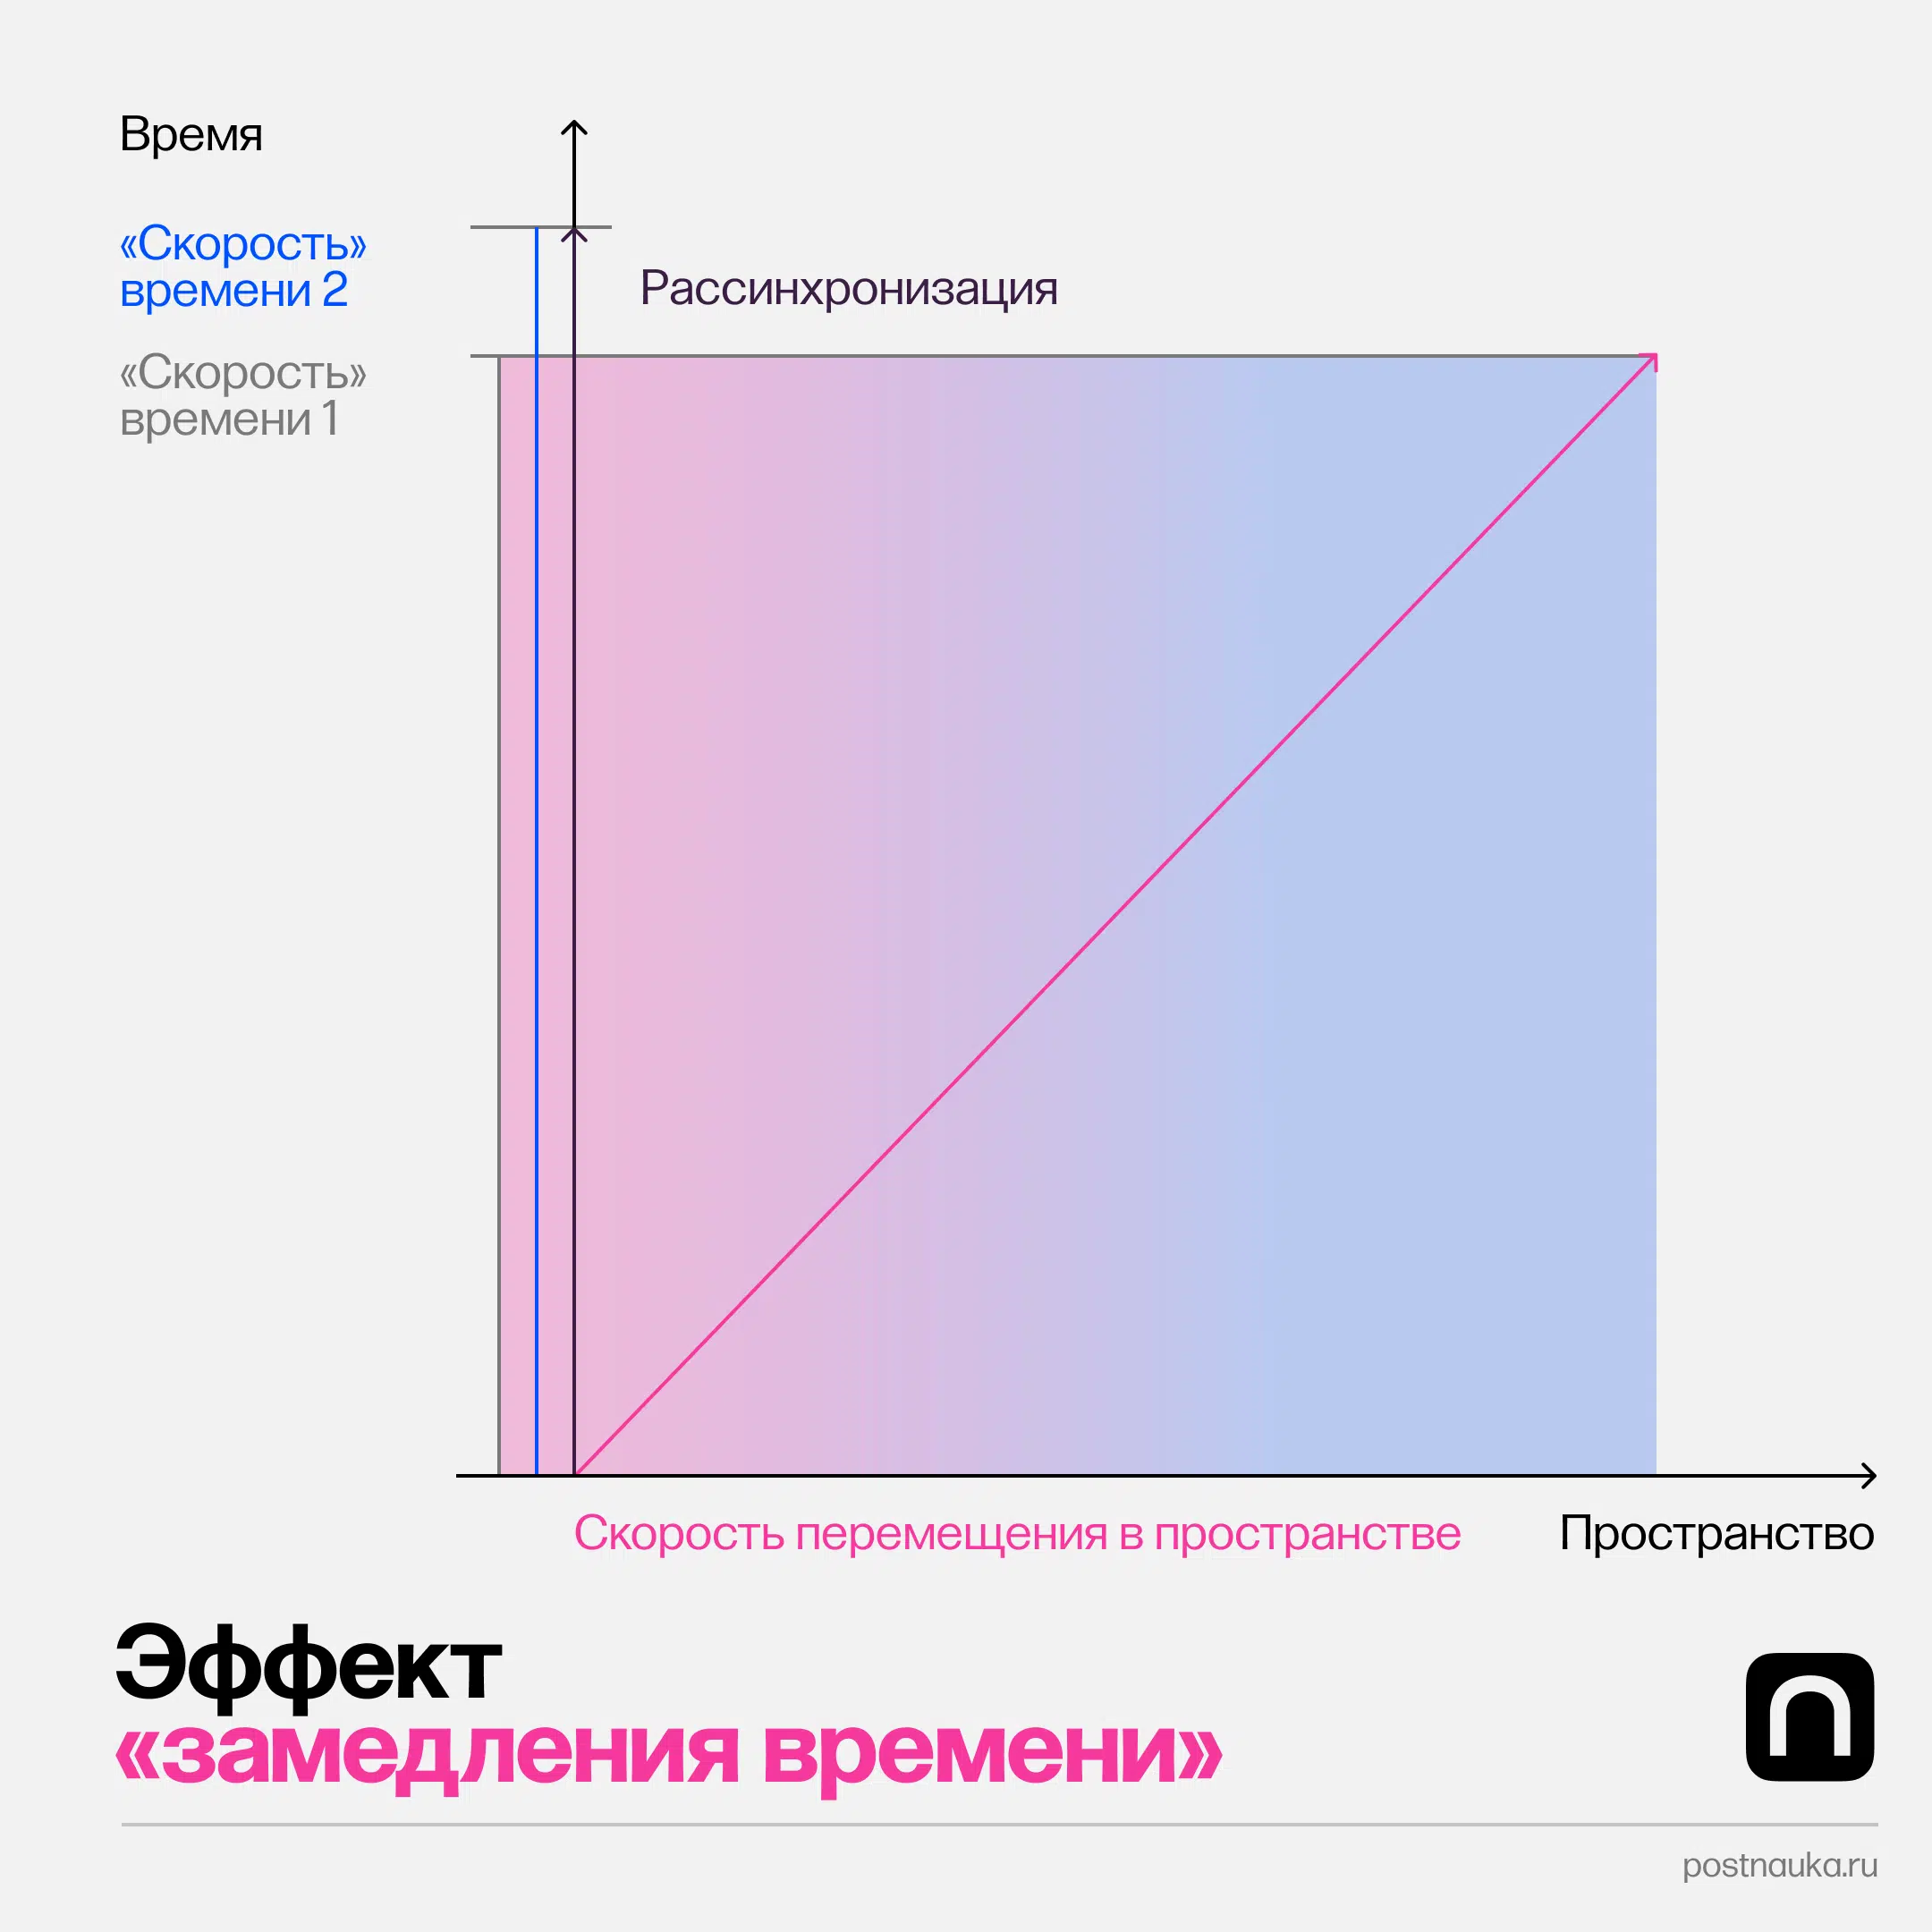 Время
«Скорость»
времени 2
Рассинхронизация
«Скорость»
времени 1
Скорость перемещения в пространстве
Пространство
Эффект
«замедления времени»
postnauka.ru